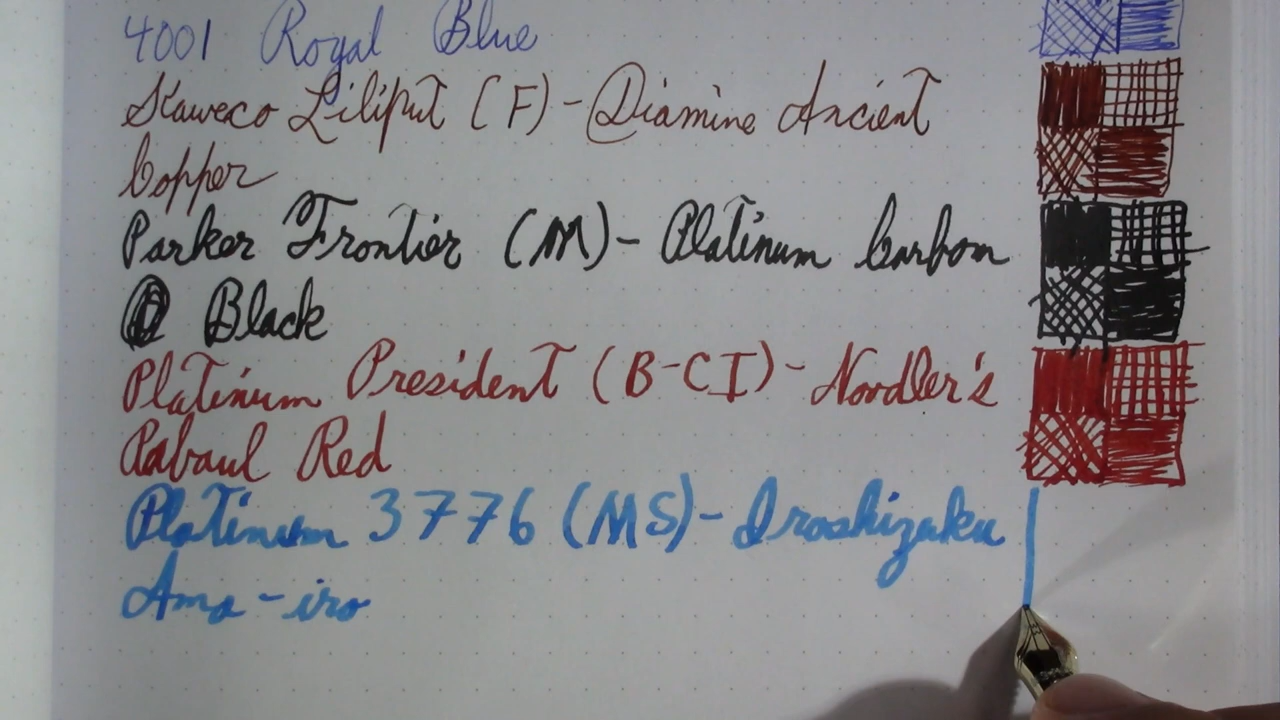 4001 Royal Blue
Kaweco Liliput (F) - Diamine Ancient
Copper
Parker Frontier (M) - Platinum Carbon
Black
Platinum President (B-CI) - Noodler's
Rabaul Red
Platinum 3776 (MS) - Iroshizuku
Ama-iro